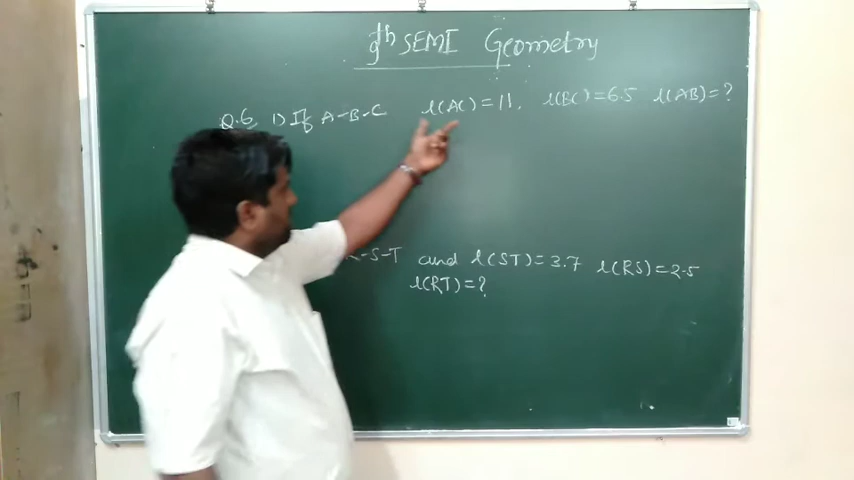 9th SEMI Geometry
Q.6 1) If A-B-C l(AC) = 11, l(BC) = 6.5 l(AB) = ?
R-S-T and l(ST) = 3.7 l(RS) = 2.5
l(RT) = ?